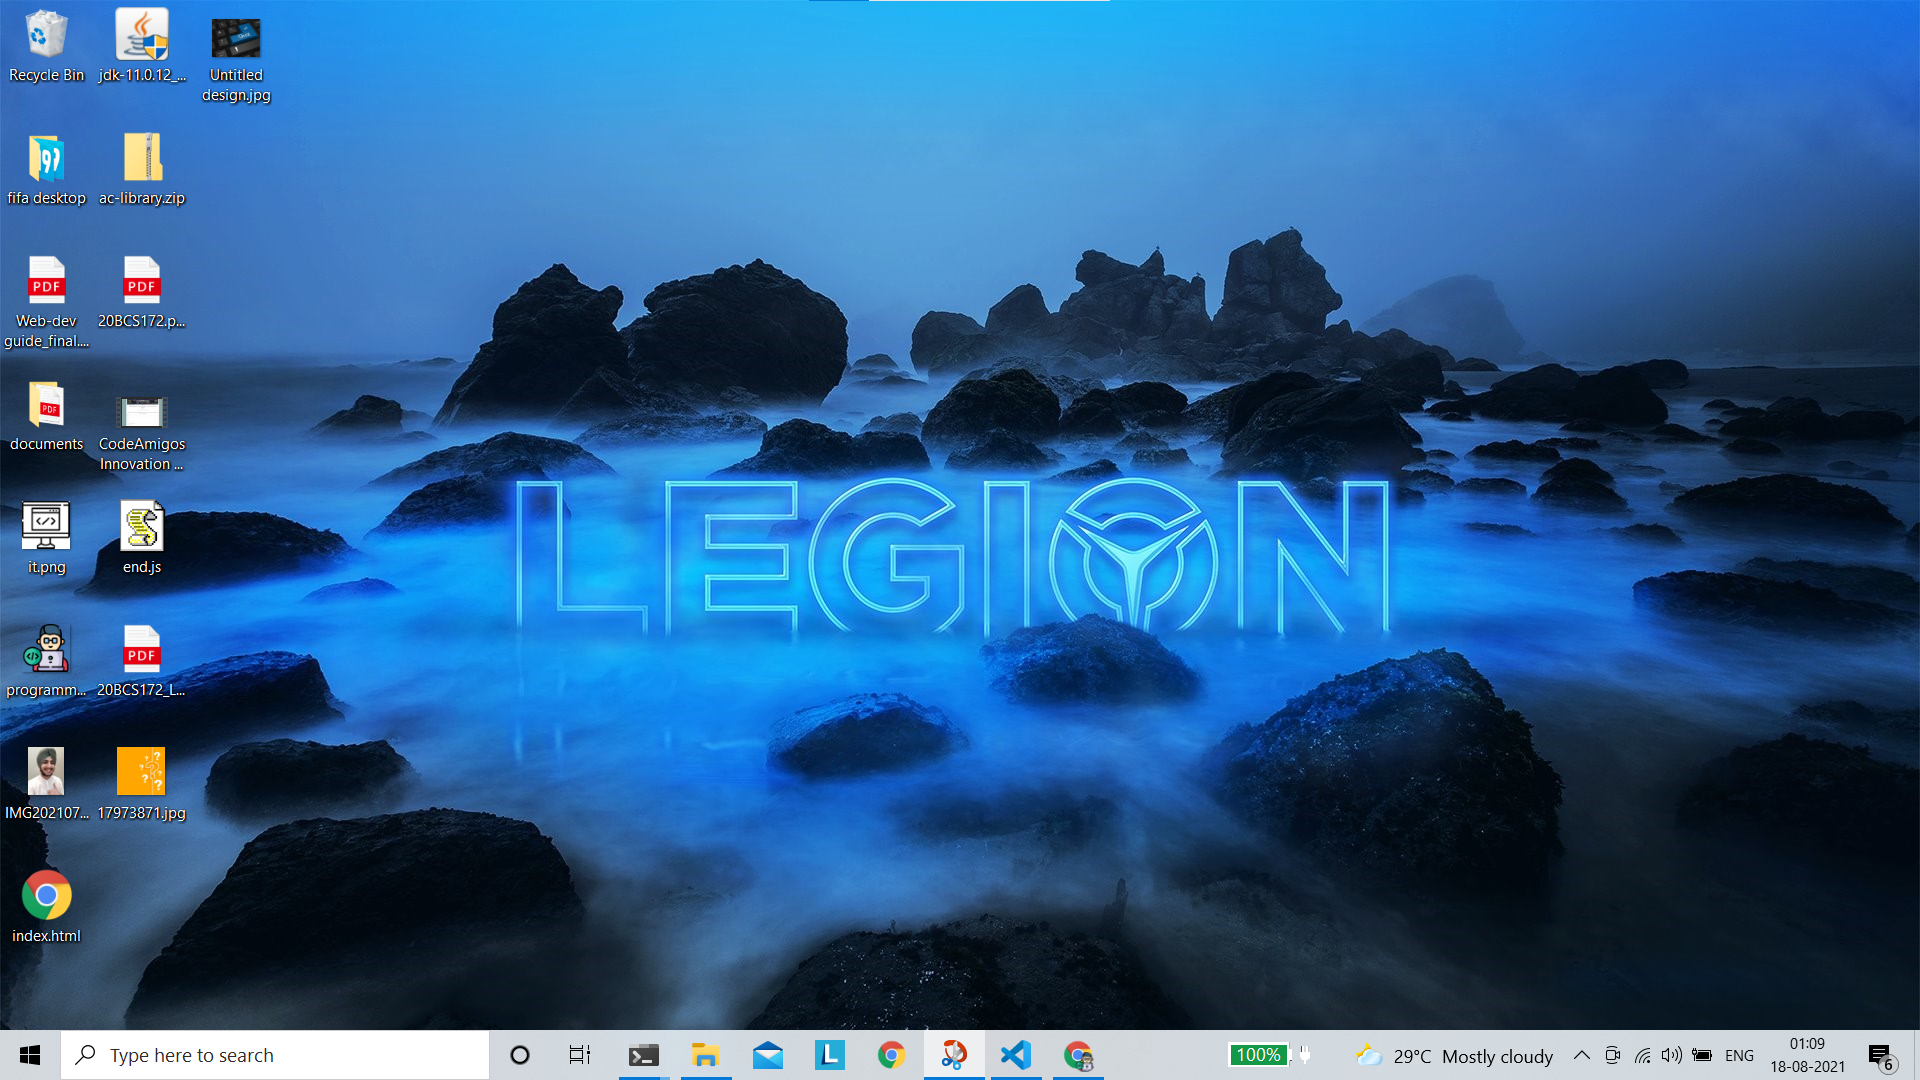 Recycle Bin
jdk-11.0.12_...
Untitled
design.jpg
fifa desktop
ac-library.zip
PDF
Web-dev
guide_final....
PDF
20BCS172.p...
PDF
documents
CodeAmigos
Innovation ...
it.png
end.js
programm...
PDF
20BCS172_L...
IMG202107...
17973871.jpg
index.html
LEGION
Type here to search
L
100%
29°C Mostly cloudy
ENG
01:09
18-08-2021
6